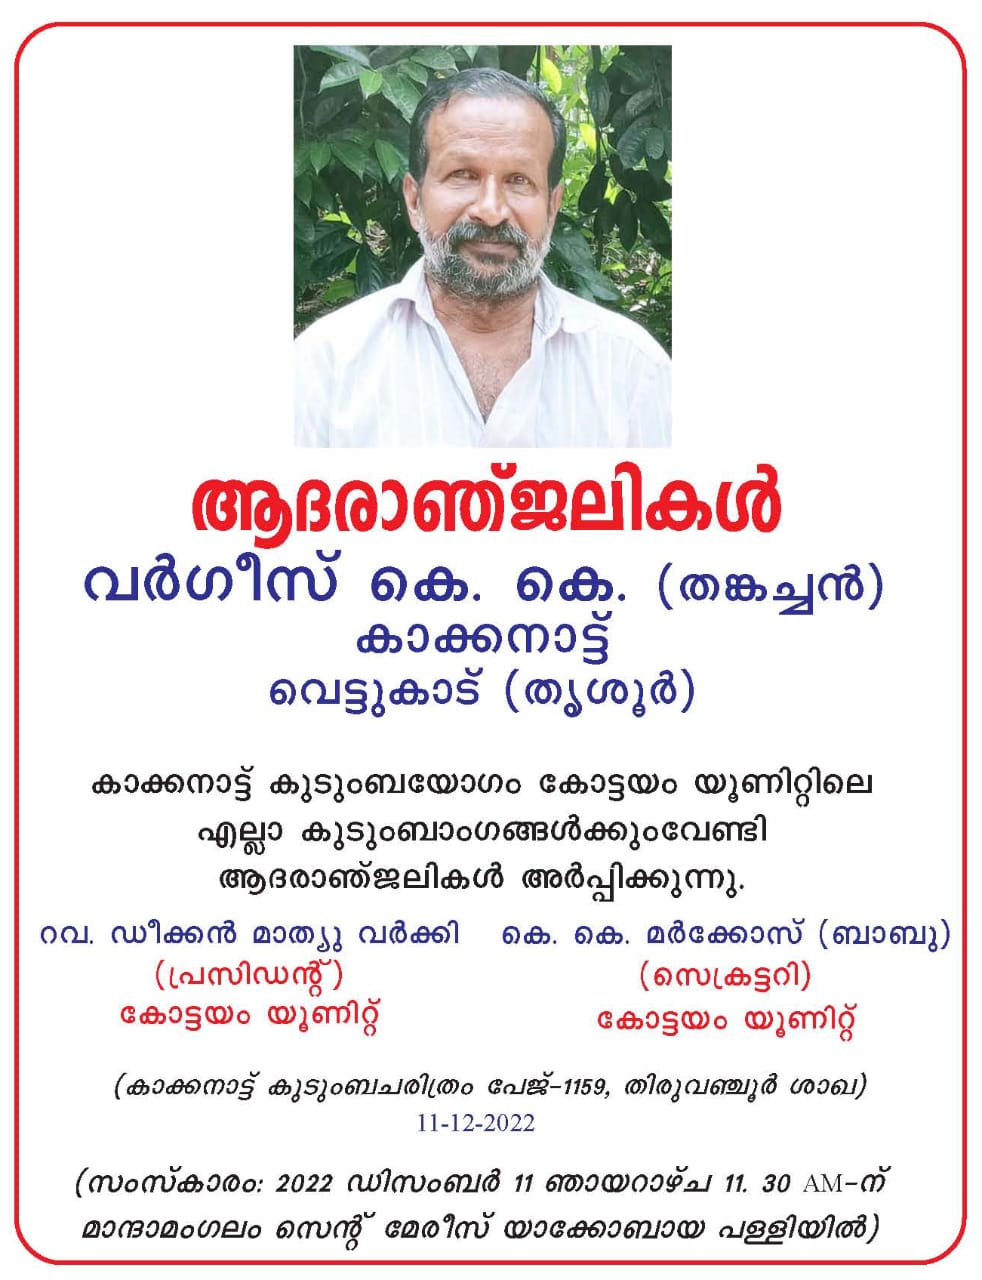 ആദരാഞ്ജലികൾ
വർഗീസ് കെ. കെ. (തങ്കച്ചൻ)
കാക്കനാട്ട്
വെട്ടുകാട് (തൃശൂർ)
കാക്കനാട്ട് കുടുംബയോഗം കോട്ടയം യൂണിറ്റിലെ
എല്ലാ കുടുംബാംഗങ്ങൾക്കുംവേണ്ടി
ആദരാഞ്ജലികൾ അർപ്പിക്കുന്നു.
റവ. ഡീക്കൻ മാത്യു വർക്കി
(പ്രസിഡന്റ്)
കോട്ടയം യൂണിറ്റ്
കെ. കെ. മർക്കോസ് (ബാബു)
(സെക്രട്ടറി)
കോട്ടയം യൂണിറ്റ്
(കാക്കനാട്ട് കുടുംബചരിത്രം പേജ്-1159, തിരുവഞ്ചൂർ ശാഖ)
11-12-2022
(സംസ്കാരം: 2022 ഡിസംബർ 11 ഞായറാഴ്ച 11. 30 AM-ന്
മാന്ദാമംഗലം സെന്റ് മേരീസ് യാക്കോബായ പള്ളിയിൽ)